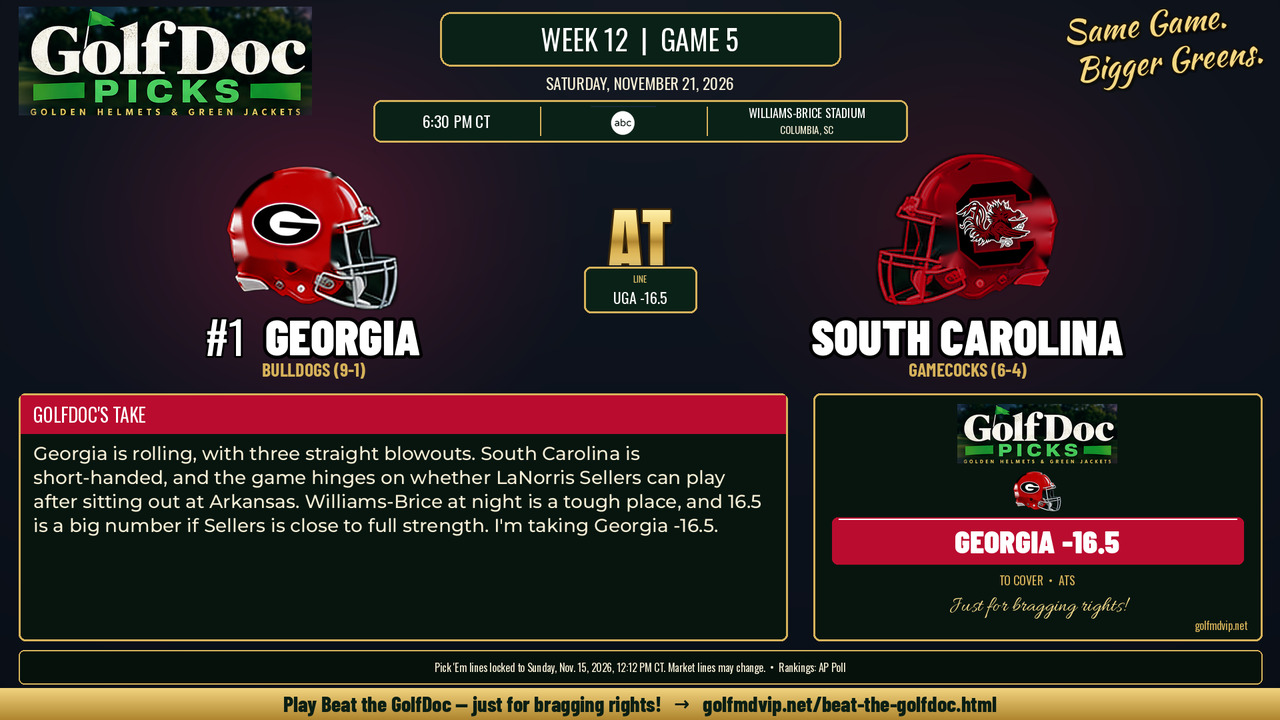 GolfDoc
PICKS
GOLDEN HELMETS & GREEN JACKETS
WEEK 12 | GAME 5
SATURDAY, NOVEMBER 21, 2026
6:30 PM CT
abc
WILLIAMS-BRICE STADIUM
COLUMBIA, SC
Same Game.
Bigger Greens.
G
C
AT
LINE
UGA -16.5
#1 GEORGIA
BULLDOGS (9-1)
SOUTH CAROLINA
GAMECOCKS (6-4)
GOLFDOC'S TAKE
Georgia is rolling, with three straight blowouts. South Carolina is
short-handed, and the game hinges on whether LaNorris Sellers can play
after sitting out at Arkansas. Williams-Brice at night is a tough place, and 16.5
is a big number if Sellers is close to full strength. I'm taking Georgia -16.5.
GolfDoc
PICKS
GOLDEN HELMETS & GREEN JACKETS
G
GEORGIA -16.5
TO COVER • ATS
Just for bragging rights!
golfmdvip.net
Pick 'Em lines locked to Sunday, Nov. 15, 2026, 12:12 PM CT. Market lines may change. • Rankings: AP Poll
Play Beat the GolfDoc — just for bragging rights! → golfmdvip.net/beat-the-golfdoc.html